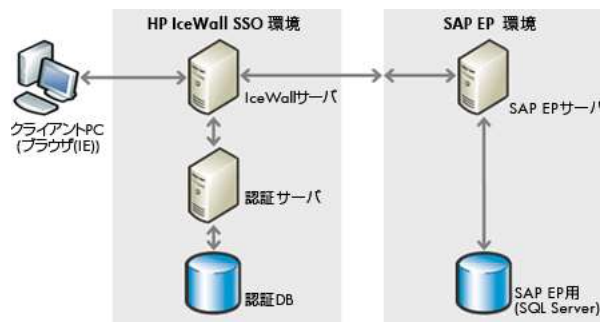 HP IceWall SSO 環境
SAP EP 環境
IceWallサーバ
SAP EPサーバ
クライアントPC
(ブラウザ(IE))
認証サーバ
認証DB
SAP EP用
(SQL Server)